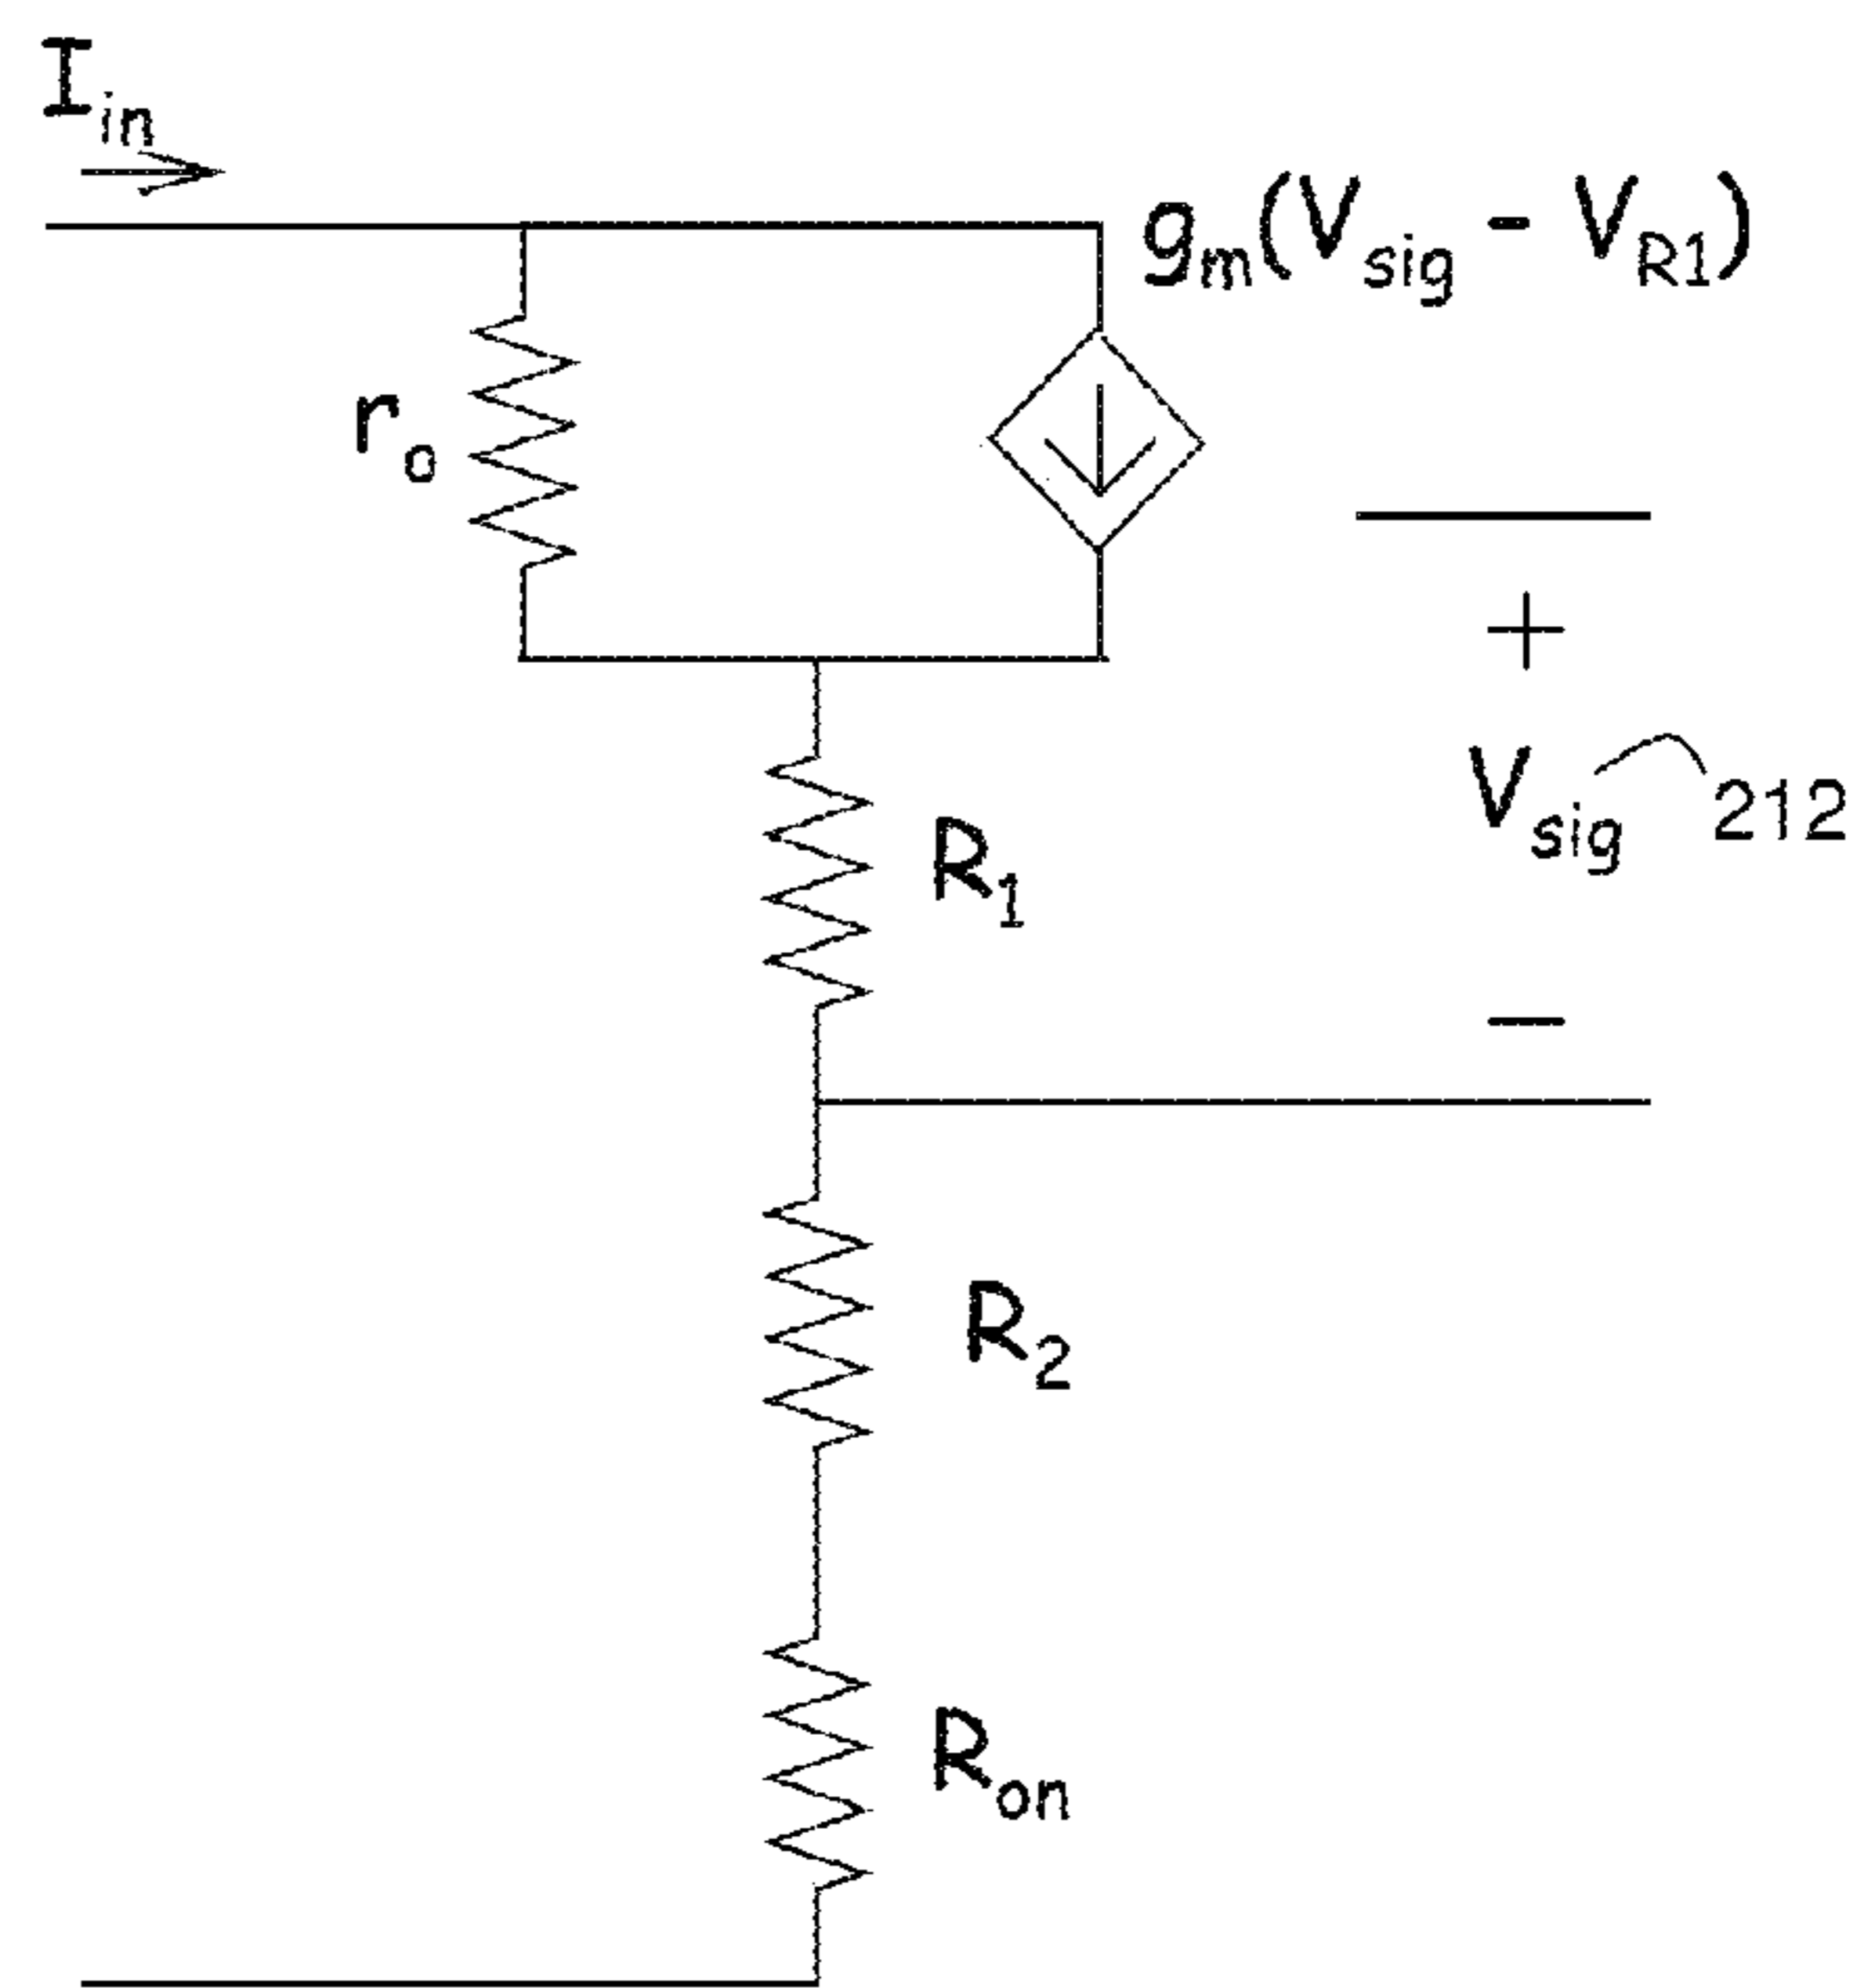 I_in
g_m(V_sig - V_R1)
r_o
+
V_sig 212
R_1
-
R_2
R_on